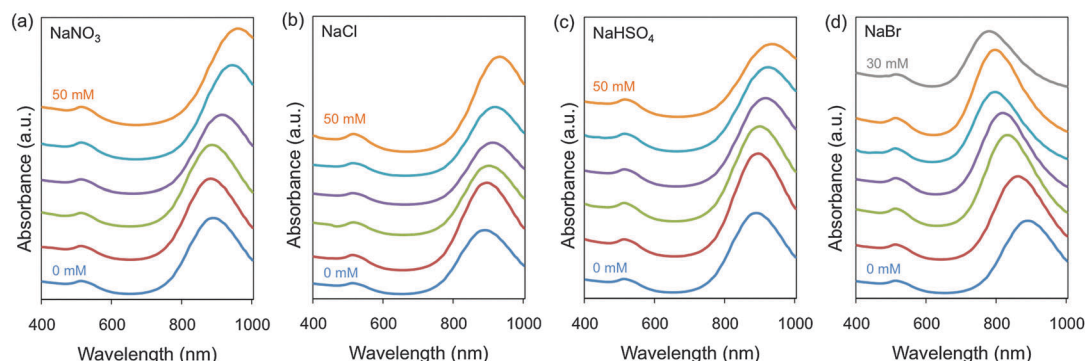 (a)
NaNO₃
50 mM
0 mM
Absorbance (a.u.)
400 600 800 1000
Wavelength (nm)
(b)
NaCl
50 mM
0 mM
Absorbance (a.u.)
400 600 800 1000
Wavelength (nm)
(c)
NaHSO₄
50 mM
0 mM
Absorbance (a.u.)
400 600 800 1000
Wavelength (nm)
(d)
NaBr
30 mM
0 mM
Absorbance (a.u.)
400 600 800 1000
Wavelength (nm)